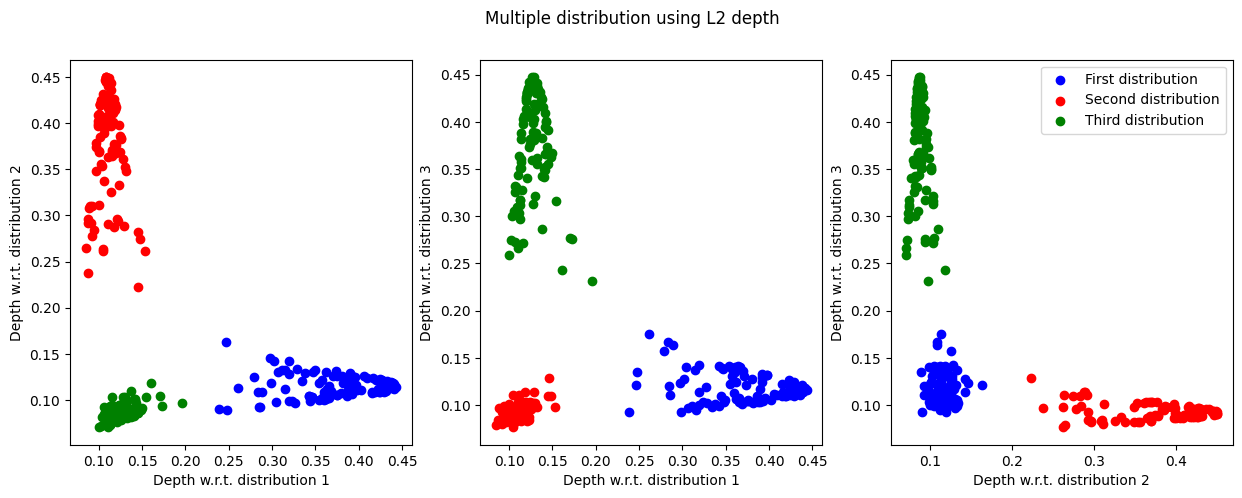 Multiple distribution using L2 depth
Depth w.r.t. distribution 2
0.45
0.40
0.35
0.30
0.25
0.20
0.15
0.10
0.10 0.15 0.20 0.25 0.30 0.35 0.40 0.45
Depth w.r.t. distribution 1
Depth w.r.t. distribution 3
0.45
0.40
0.35
0.30
0.25
0.20
0.15
0.10
0.10 0.15 0.20 0.25 0.30 0.35 0.40 0.45
Depth w.r.t. distribution 1
Depth w.r.t. distribution 3
0.45
0.40
0.35
0.30
0.25
0.20
0.15
0.10
0.1 0.2 0.3 0.4
Depth w.r.t. distribution 2
First distribution
Second distribution
Third distribution